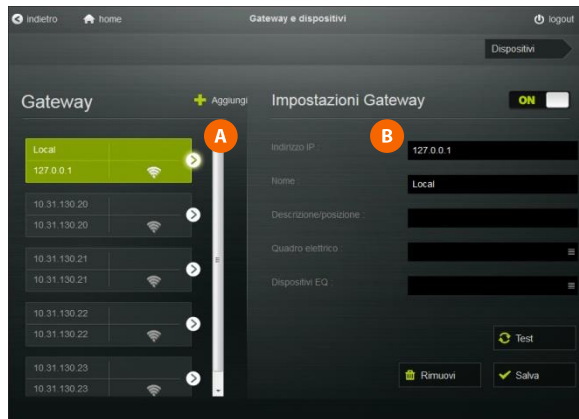 indietro
home
Gateway e dispositivi
logout
Dispositivi
Gateway
Aggiungi
A
Local
127.0.0.1
10.31.130.20
10.31.130.20
10.31.130.21
10.31.130.21
10.31.130.22
10.31.130.22
10.31.130.23
10.31.130.23
Impostazioni Gateway
ON
B
Indirizzo IP :
127.0.0.1
Nome :
Local
Descrizione/posizione :
Quadro elettrico :
Dispositivi EQ :
Test
Rimuovi
Salva